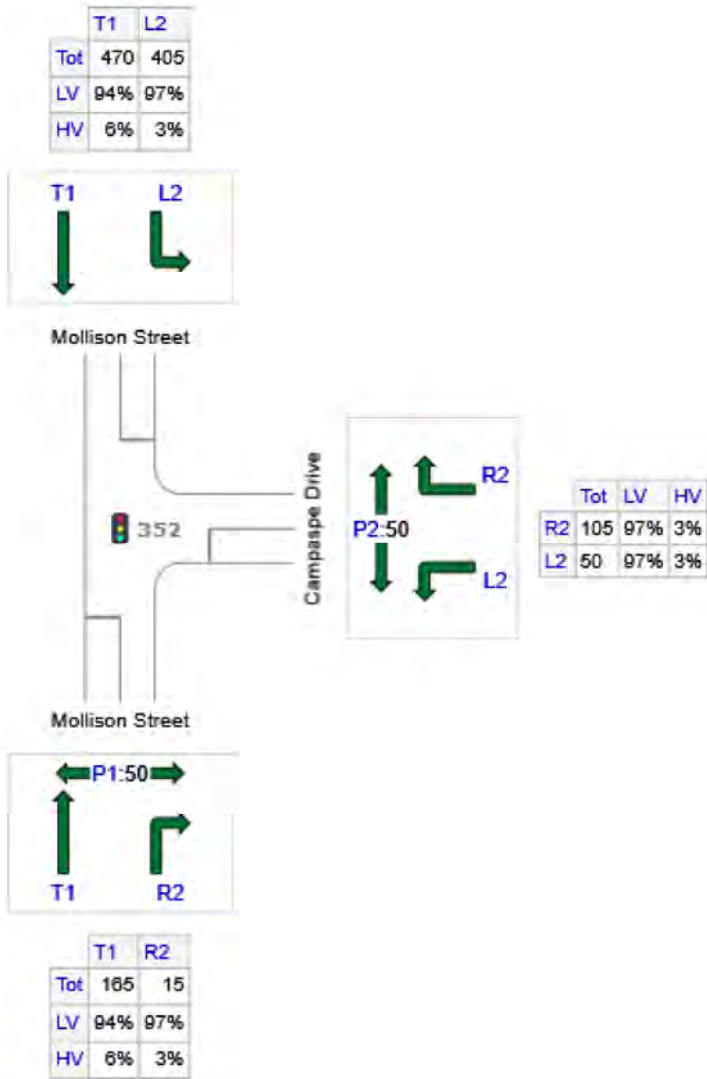 T1 L2
Tot 470 405
LV 94% 97%
HV 6% 3%
T1 L2
Mollison Street
352
Campaspe Drive
P2:50
R2
L2
Tot LV HV
R2 105 97% 3%
L2 50 97% 3%
Mollison Street
P1:50
T1 R2
T1 R2
Tot 165 15
LV 94% 97%
HV 6% 3%